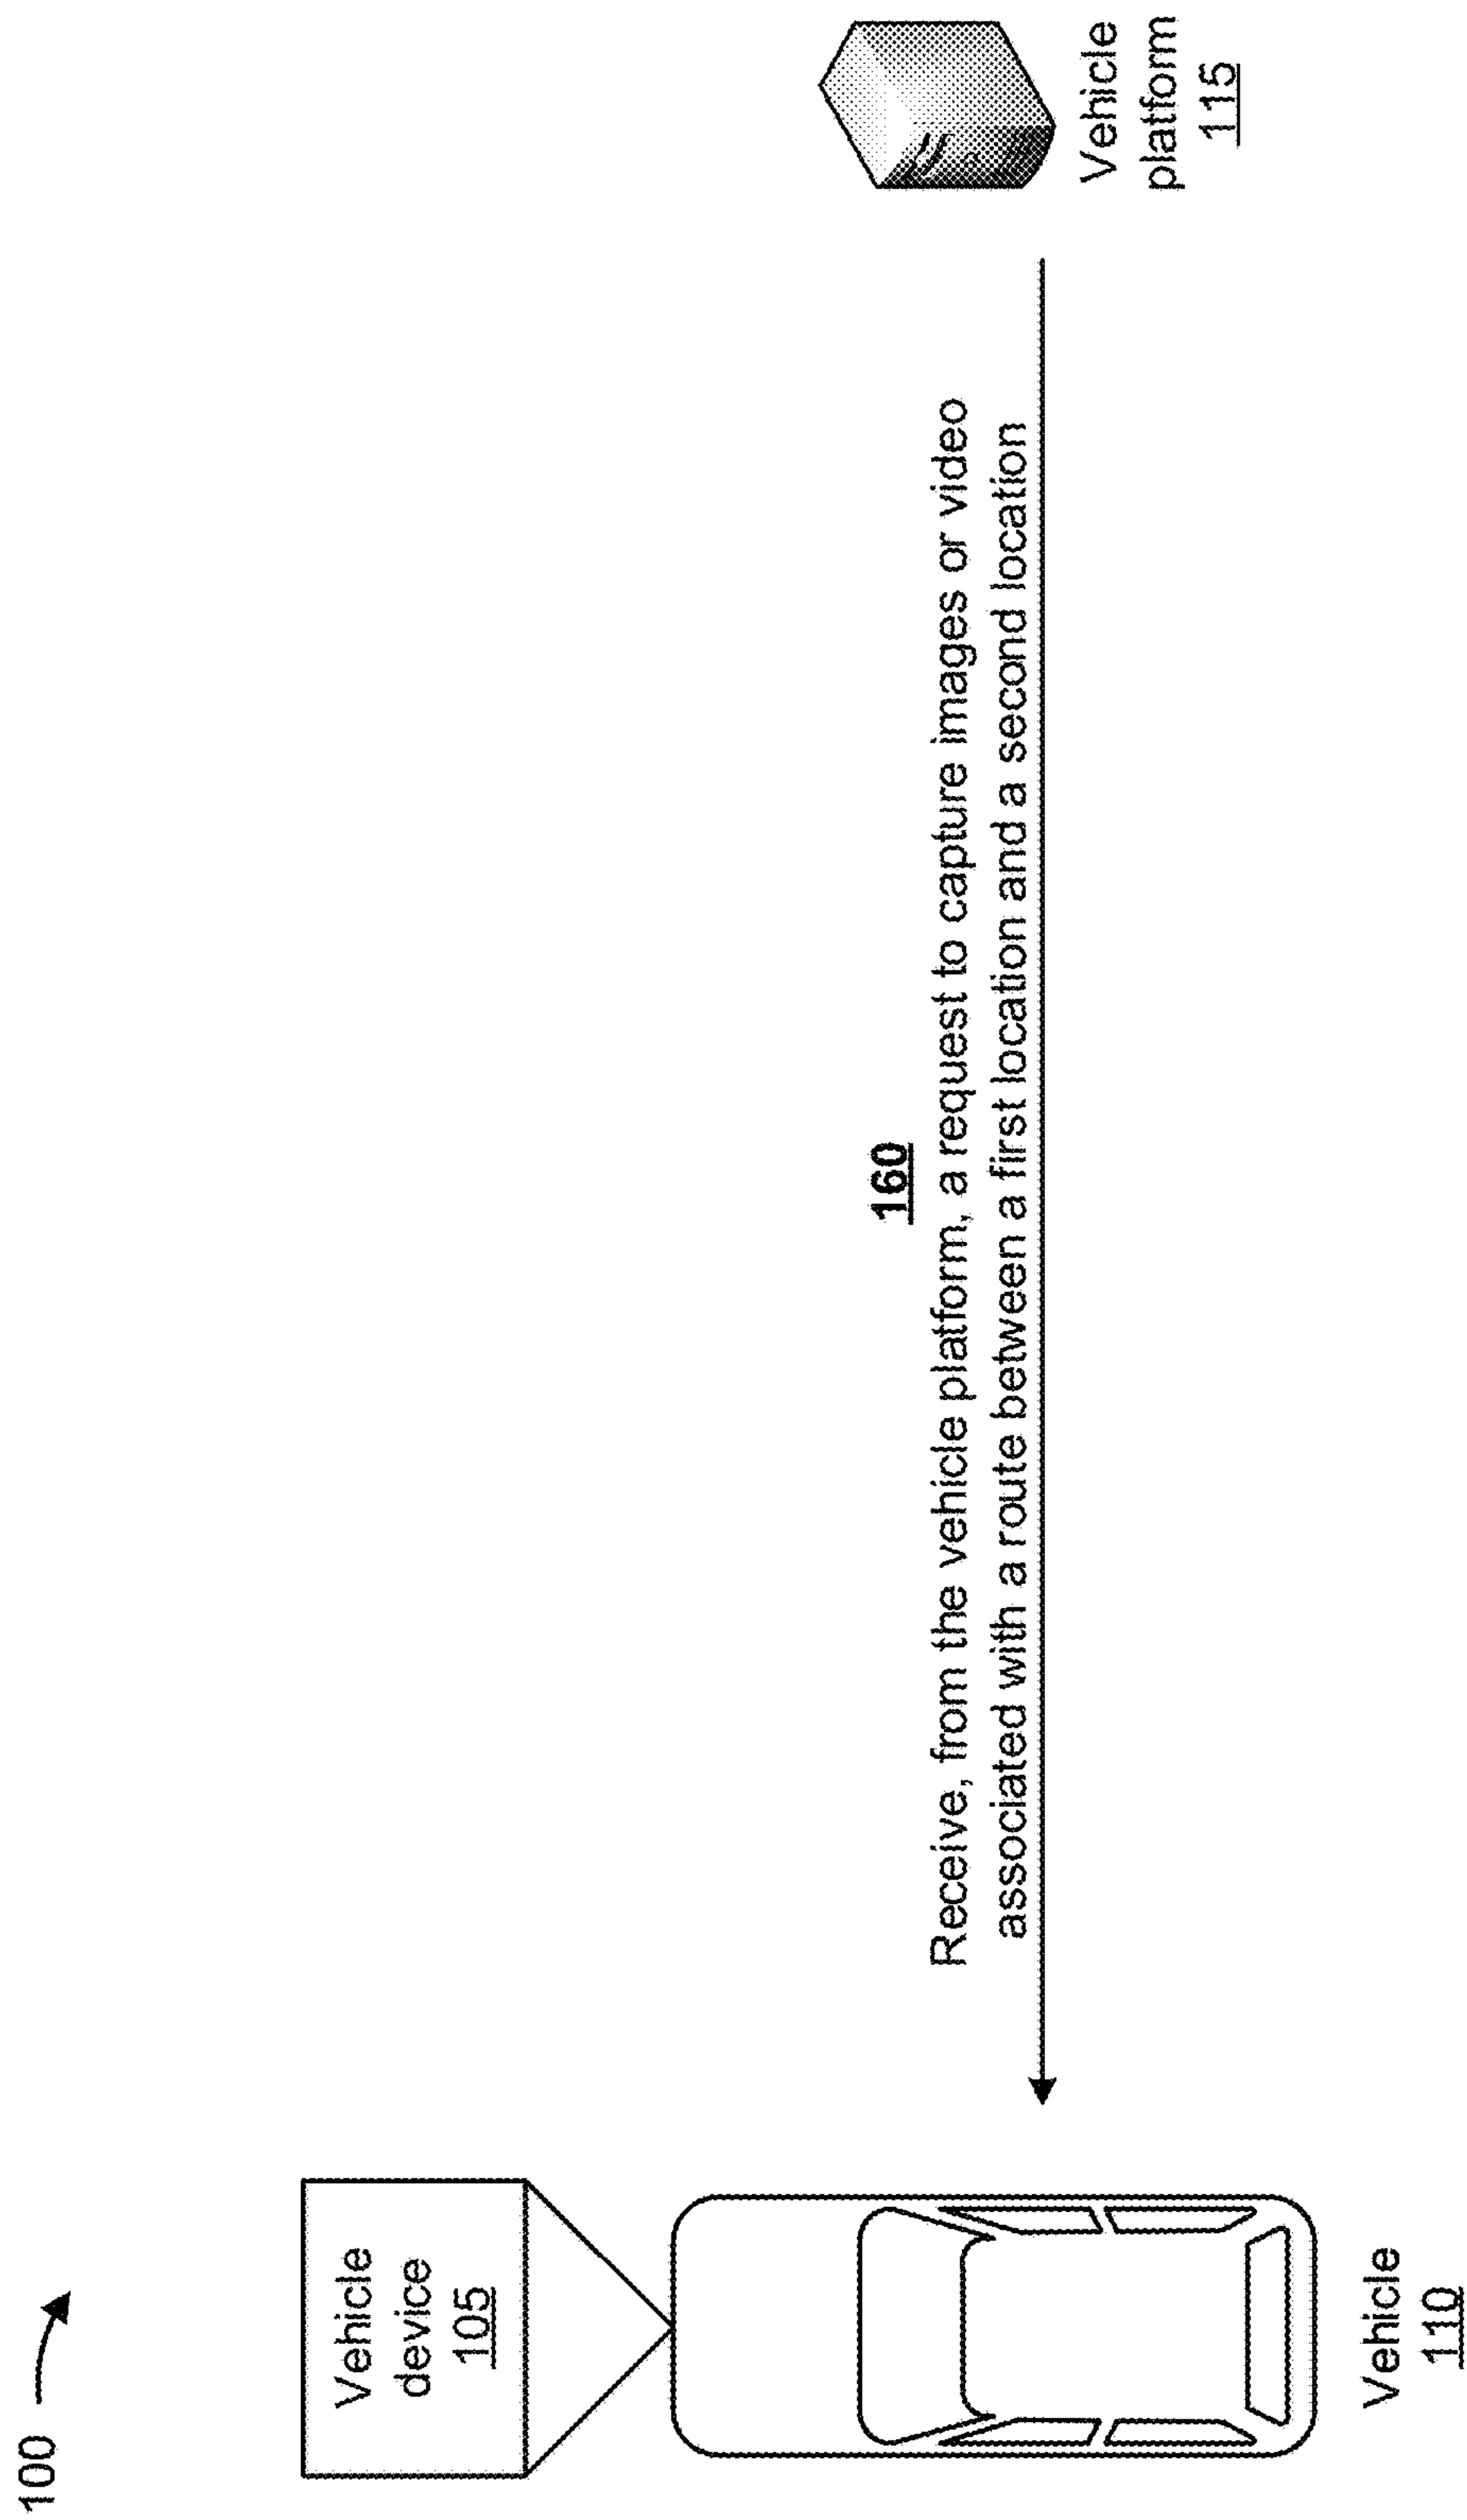 100
Vehicle
device
105
Vehicle
110
160
Receive, from the vehicle platform, a request to capture images or video
associated with a route between a first location and a second location
Vehicle
platform
115